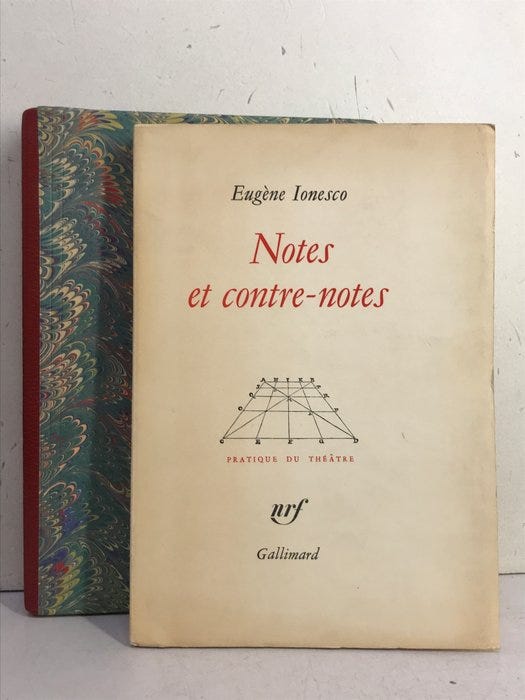 Eugène Ionesco
Notes
et contre-notes
PRATIQUE DU THÉÂTRE
nrf
Gallimard